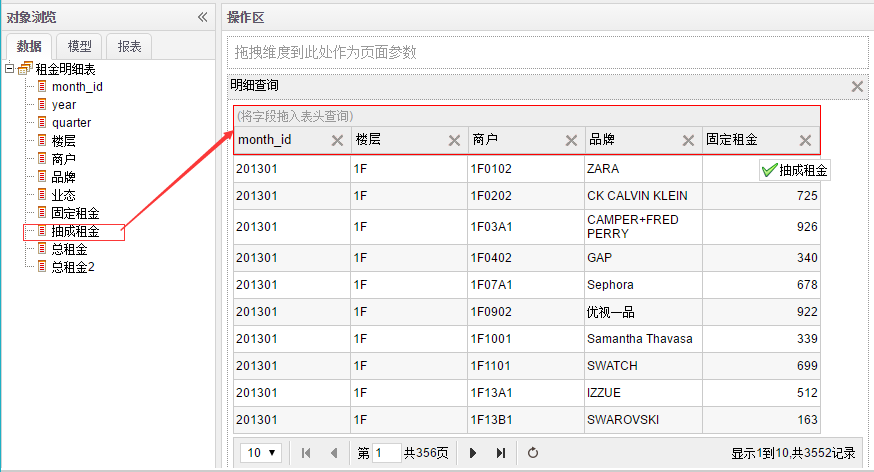 对象浏览
数据 模型 报表
租金明细表
month_id
year
quarter
楼层
商户
品牌
业态
固定租金
抽成租金
总租金
总租金2
操作区
拖拽维度到此处作为页面参数
明细查询
(将字段拖入表头查询)
month_id 楼层 商户 品牌 固定租金
201301 1F 1F0102 ZARA
抽成租金
201301 1F 1F0202 CK CALVIN KLEIN 725
201301 1F 1F03A1 CAMPER+FRED PERRY 926
201301 1F 1F0402 GAP 340
201301 1F 1F07A1 Sephora 678
201301 1F 1F0902 优视一品 922
201301 1F 1F1001 Samantha Thavasa 339
201301 1F 1F1101 SWATCH 699
201301 1F 1F13A1 IZZUE 512
201301 1F 1F13B1 SWAROVSKI 163
10 第 1 共356页 显示1到10,共3552记录